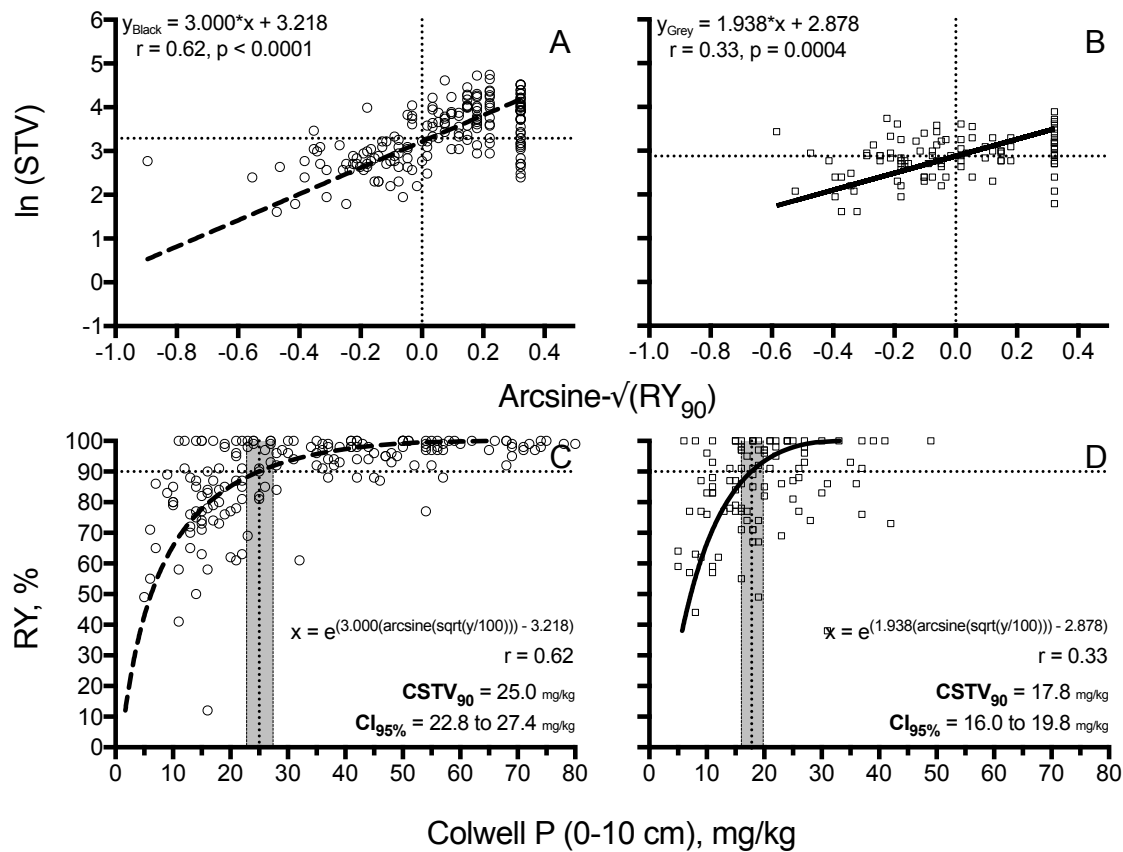 y_Black = 3.000*x + 3.218
r = 0.62, p < 0.0001
A
6
5
4
3
2
1
0
-1
-1.0 -0.8 -0.6 -0.4 -0.2 0.0 0.2 0.4
ln (STV)
y_Grey = 1.938*x + 2.878
r = 0.33, p = 0.0004
B
-1.0 -0.8 -0.6 -0.4 -0.2 0.0 0.2 0.4
Arcsine-√(RY90)
100
90
80
70
60
50
40
30
20
10
0
RY, %
C
x = e(3.000(arcsine(sqrt(y/100))) - 3.218)
r = 0.62
CSTV90 = 25.0 mg/kg
CI95% = 22.8 to 27.4 mg/kg
0 10 20 30 40 50 60 70 80
D
x = e(1.938(arcsine(sqrt(y/100))) - 2.878)
r = 0.33
CSTV90 = 17.8 mg/kg
CI95% = 16.0 to 19.8 mg/kg
0 10 20 30 40 50 60 70 80
Colwell P (0-10 cm), mg/kg